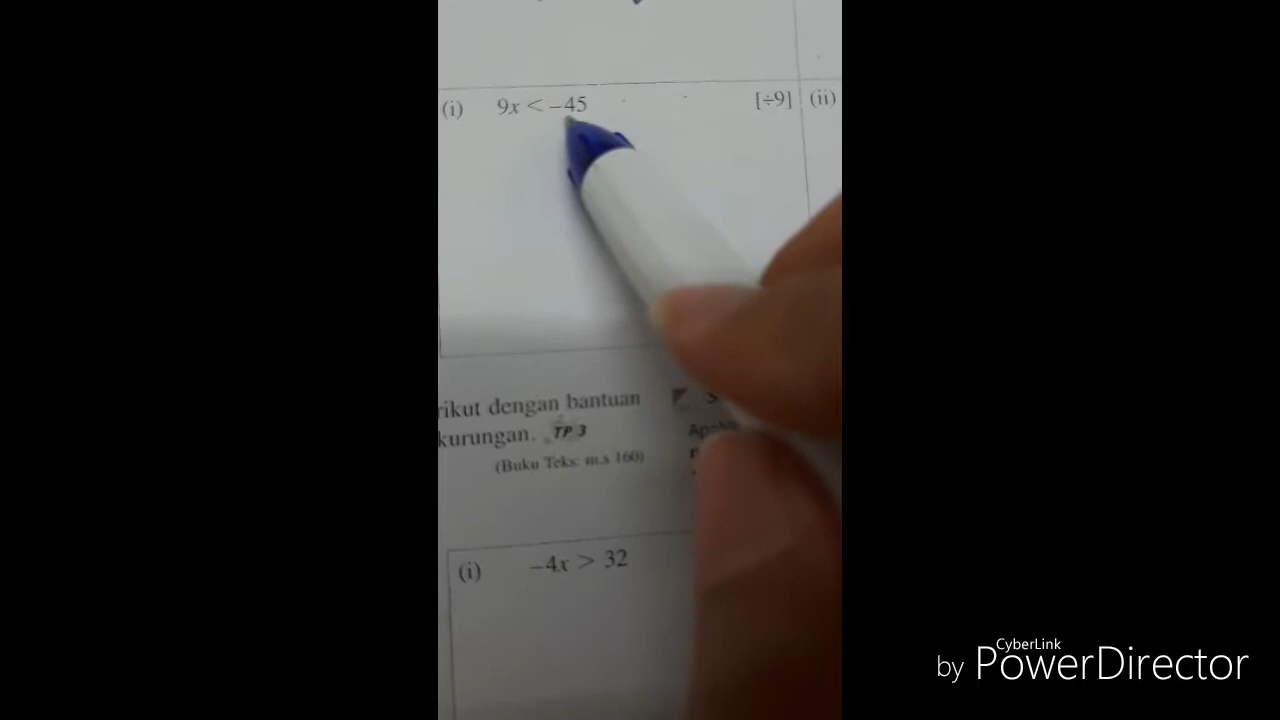 (i) 9x < −45 [÷9] (ii)
rikut dengan bantuan
kurungan. TP 3
(Buku Teks: m.s 160)
(i) −4x > 32
CyberLink
by PowerDirector